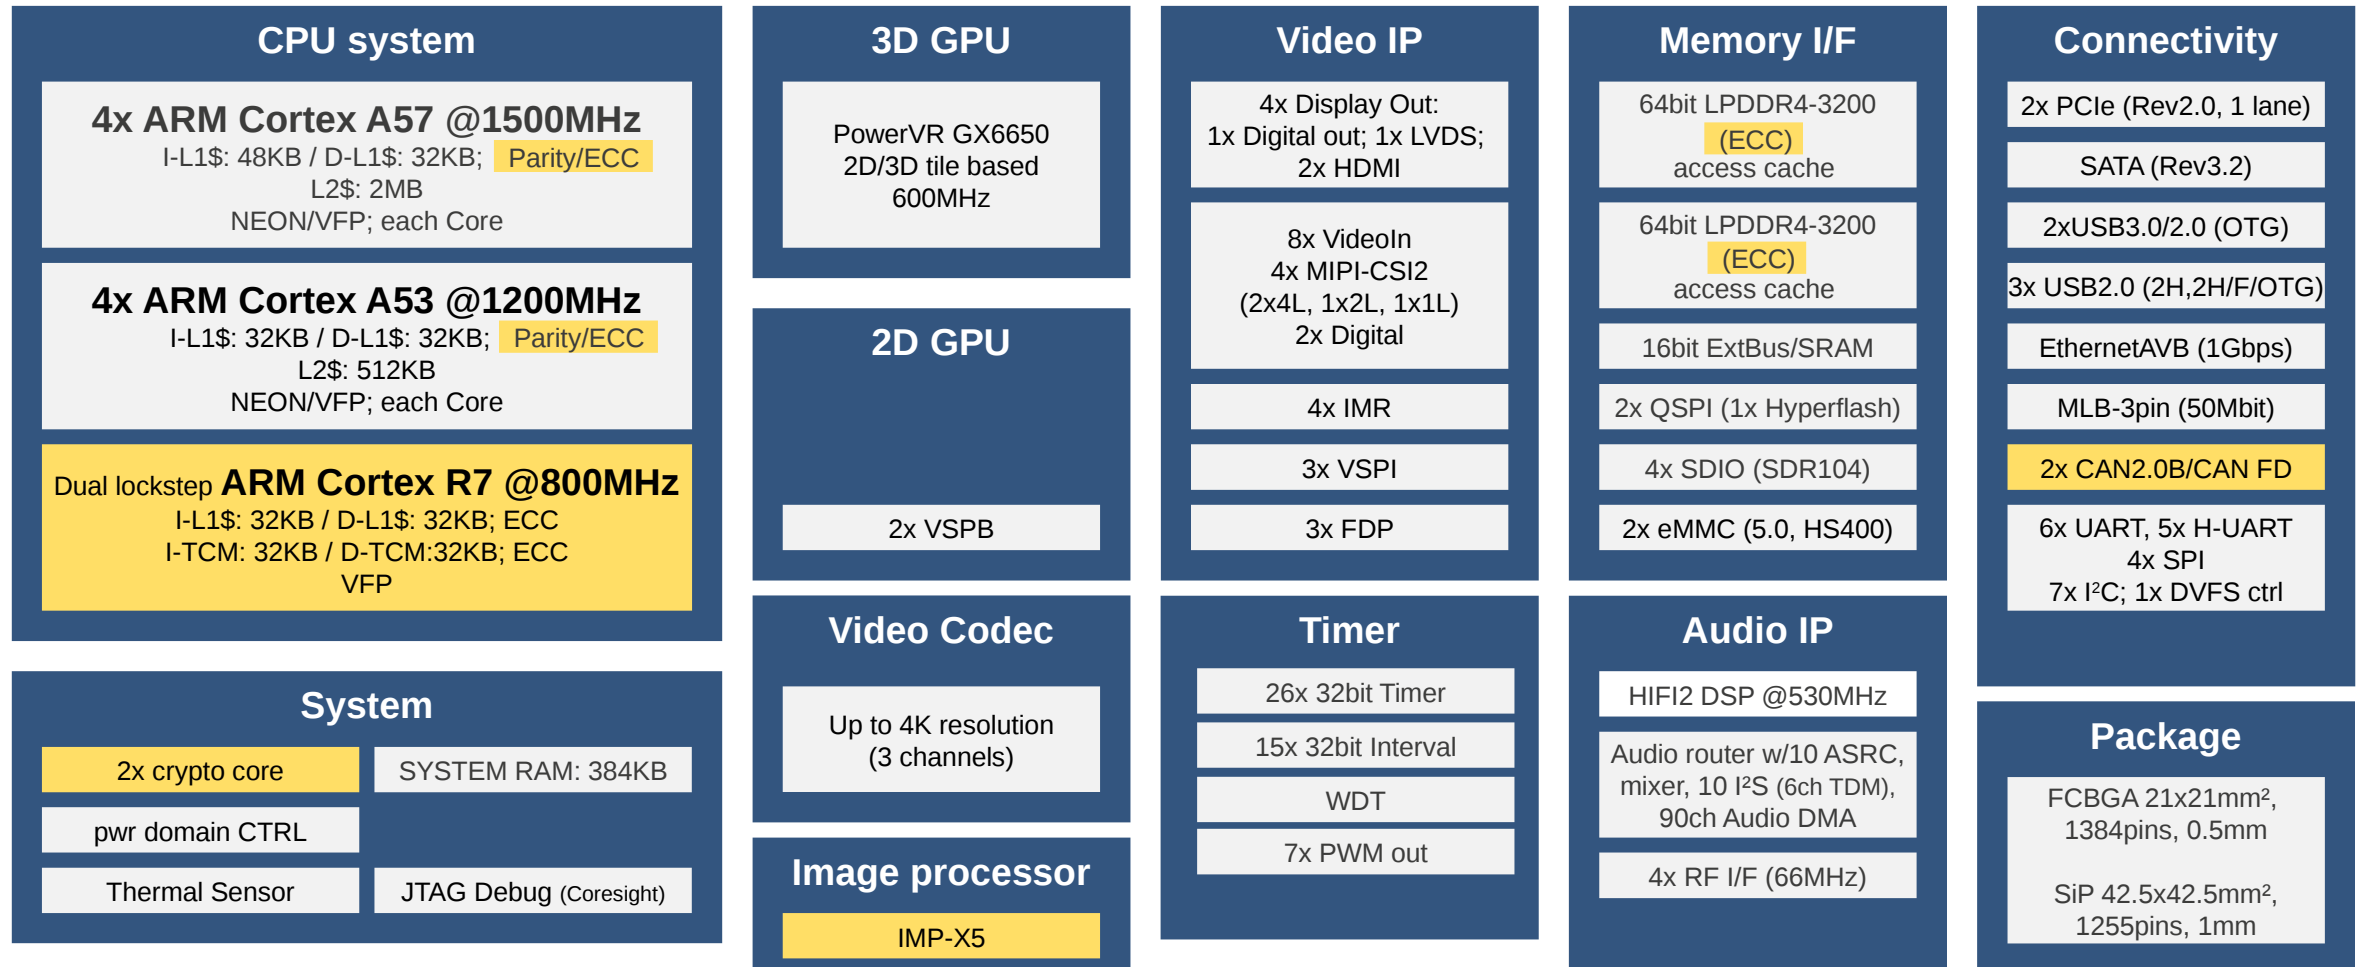 CPU system
4x ARM Cortex A57 @1500MHz
I-L1$: 48KB / D-L1$: 32KB; Parity/ECC
L2$: 2MB
NEON/VFP; each Core
4x ARM Cortex A53 @1200MHz
I-L1$: 32KB / D-L1$: 32KB; Parity/ECC
L2$: 512KB
NEON/VFP; each Core
Dual lockstep ARM Cortex R7 @800MHz
I-L1$: 32KB / D-L1$: 32KB; ECC
I-TCM: 32KB / D-TCM:32KB; ECC
VFP
System
2x crypto core
SYSTEM RAM: 384KB
pwr domain CTRL
Thermal Sensor
JTAG Debug (Coresight)
3D GPU
PowerVR GX6650
2D/3D tile based
600MHz
2D GPU
2x VSPB
Video Codec
Up to 4K resolution
(3 channels)
Image processor
IMP-X5
Video IP
4x Display Out:
1x Digital out; 1x LVDS;
2x HDMI
8x VideoIn
4x MIPI-CSI2
(2x4L, 1x2L, 1x1L)
2x Digital
4x IMR
3x VSPI
3x FDP
Timer
26x 32bit Timer
15x 32bit Interval
WDT
7x PWM out
Memory I/F
64bit LPDDR4-3200
(ECC)
access cache
64bit LPDDR4-3200
(ECC)
access cache
16bit ExtBus/SRAM
2x QSPI (1x Hyperflash)
4x SDIO (SDR104)
2x eMMC (5.0, HS400)
Audio IP
HIFI2 DSP @530MHz
Audio router w/10 ASRC,
mixer, 10 I²S (6ch TDM),
90ch Audio DMA
4x RF I/F (66MHz)
Connectivity
2x PCIe (Rev2.0, 1 lane)
SATA (Rev3.2)
2xUSB3.0/2.0 (OTG)
3x USB2.0 (2H,2H/F/OTG)
EthernetAVB (1Gbps)
MLB-3pin (50Mbit)
2x CAN2.0B/CAN FD
6x UART, 5x H-UART
4x SPI
7x I²C; 1x DVFS ctrl
Package
FCBGA 21x21mm²,
1384pins, 0.5mm
SiP 42.5x42.5mm²,
1255pins, 1mm